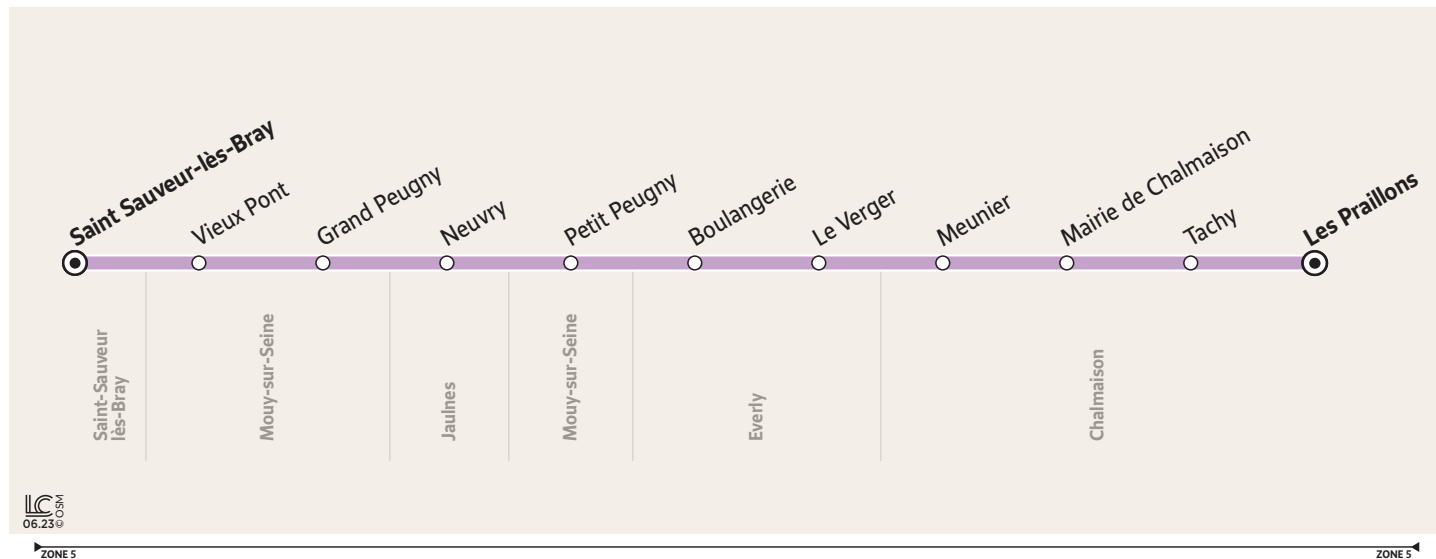 Saint Sauveur-lès-Bray
Vieux Pont
Grand Peugny
Neuvry
Petit Peugny
Boulangerie
Le Verger
Meunier
Mairie de Chalmaison
Tachy
Les Praillons
Saint-Sauveur
lès-Bray
Mouy-sur-Seine
Jaulnes
Mouy-sur-Seine
Everly
Chalmaison
LC
06.23 © OSM
ZONE 5
ZONE 5